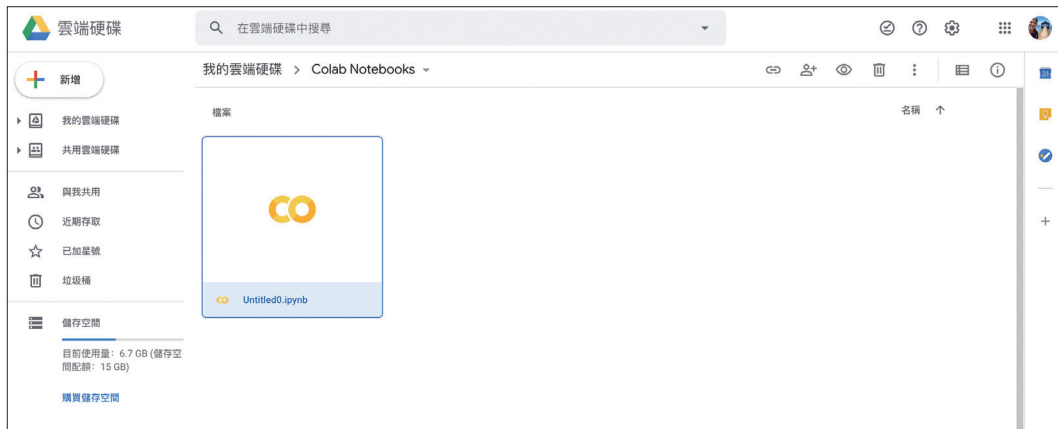 雲端硬碟
在雲端硬碟中搜尋
新增
我的雲端硬碟 > Colab Notebooks
檔案
名稱
我的雲端硬碟
共用雲端硬碟
與我共用
近期存取
已加星號
垃圾桶
儲存空間
目前使用量：6.7 GB (儲存空
間配額：15 GB)
購買儲存空間
CO
Untitled0.ipynb
31